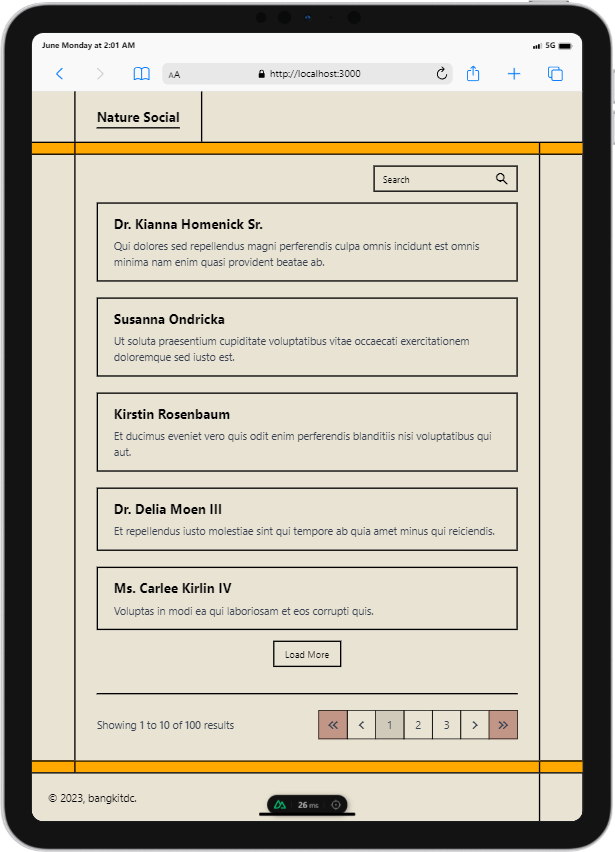 June Monday at 2:01 AM
5G
AA
http://localhost:3000
Nature Social
Search
Dr. Kianna Homenick Sr.
Qui dolores sed repellendus magni perferendis culpa omnis incidunt est omnis
minima nam enim quasi provident beatae ab.
Susanna Ondricka
Ut soluta praesentium cupiditate voluptatibus vitae occaecati exercitationem
doloremque sed iusto est.
Kirstin Rosenbaum
Et ducimus eveniet vero quis odit enim perferendis blanditiis nisi voluptatibus qui
aut.
Dr. Delia Moen III
Et repellendus iusto molestiae sint qui tempore ab quia amet minus qui reiciendis.
Ms. Carlee Kirlin IV
Voluptas in modi ea qui laboriosam et eos corrupti quis.
Load More
Showing 1 to 10 of 100 results
1 2 3
© 2023, bangkitdc.
26 ms